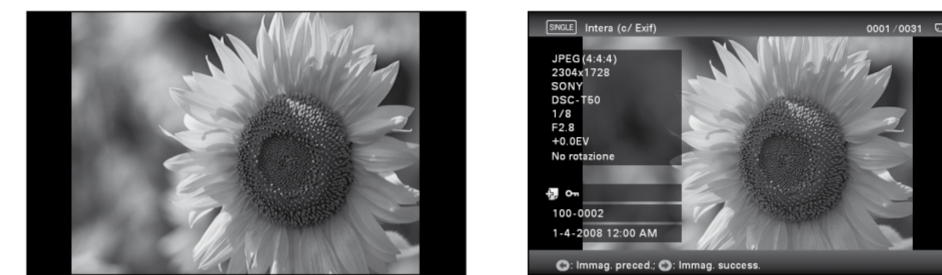 SINGLE Intera (c/ Exif) 0001/0031
JPEG(4:4:4)
2304x1728
SONY
DSC-T50
1/8
F2.8
+0.0EV
No rotazione
100-0002
1-4-2008 12:00 AM
: Immag. preced.; : Immag. success.